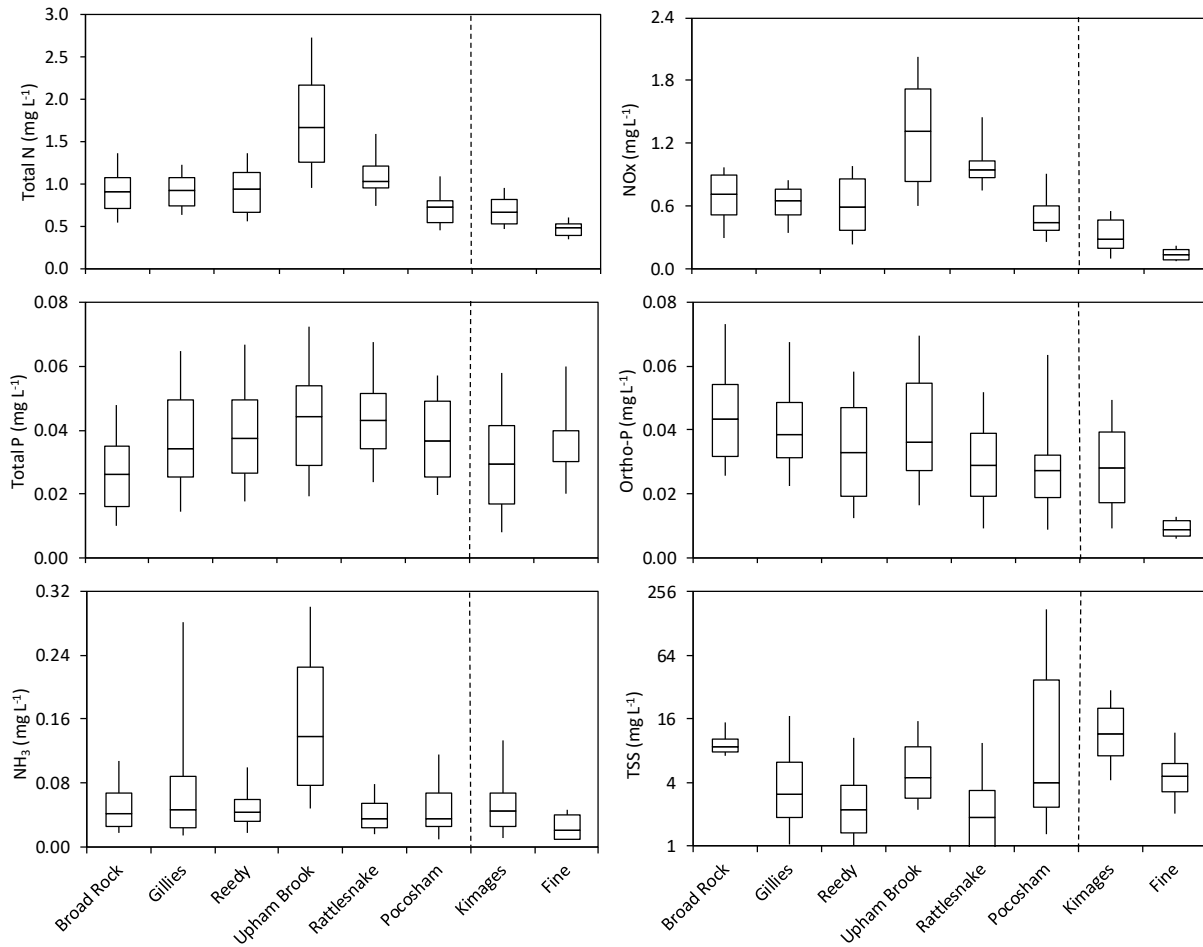 3.0
2.5
2.0
1.5
1.0
0.5
0.0
Total N (mg L-1)
2.4
1.8
1.2
0.6
0.0
NOx (mg L-1)
0.08
0.06
0.04
0.02
0.00
Total P (mg L-1)
0.08
0.06
0.04
0.02
0.00
Ortho-P (mg L-1)
0.32
0.24
0.16
0.08
0.00
NH3 (mg L-1)
Broad Rock
Gillies
Reedy
Upham Brook
Rattlesnake
Pocosham
Kimages
Fine
256
64
16
4
1
TSS (mg L-1)
Broad Rock
Gillies
Reedy
Upham Brook
Rattlesnake
Pocosham
Kimages
Fine